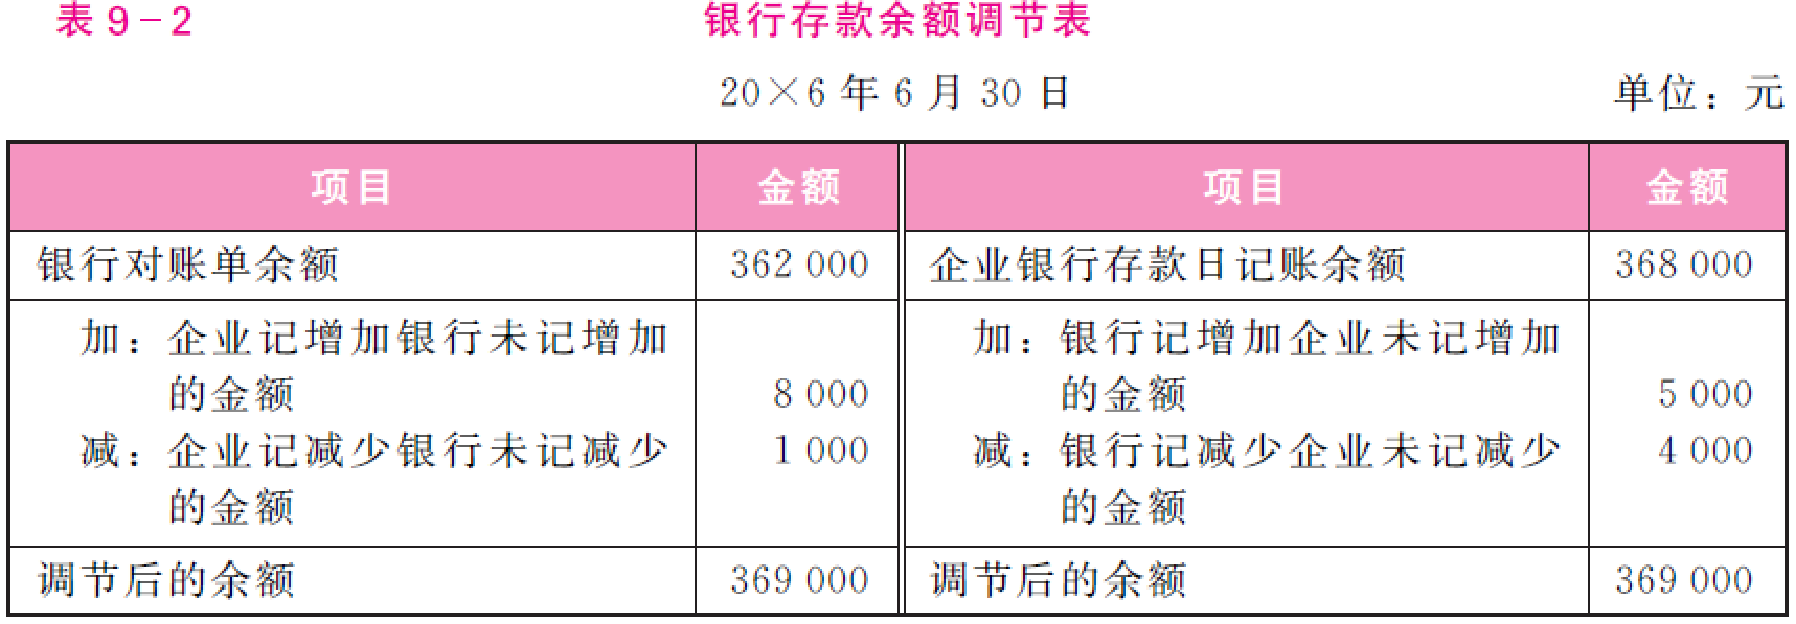 表9-2 银行存款余额调节表
20×6年6月30日 单位：元
项目 金额 项目 金额
银行对账单余额 362 000 企业银行存款日记账余额 368 000
加：企业记增加银行未记增加 加：银行记增加企业未记增加
的金额 8 000 的金额 5 000
减：企业记减少银行未记减少 1 000 减：银行记减少企业未记减少 4 000
的金额 的金额
调节后的余额 369 000 调节后的余额 369 000